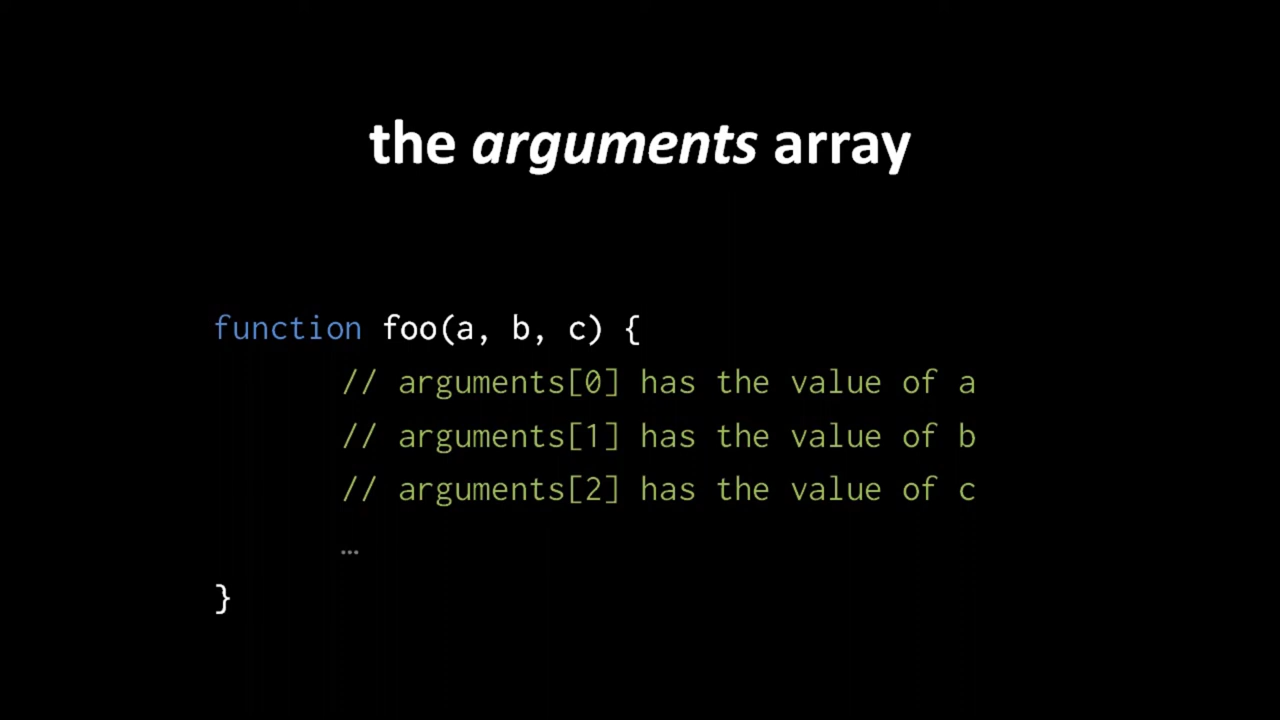 the arguments array
function foo(a, b, c) {
// arguments[0] has the value of a
// arguments[1] has the value of b
// arguments[2] has the value of c
…
}